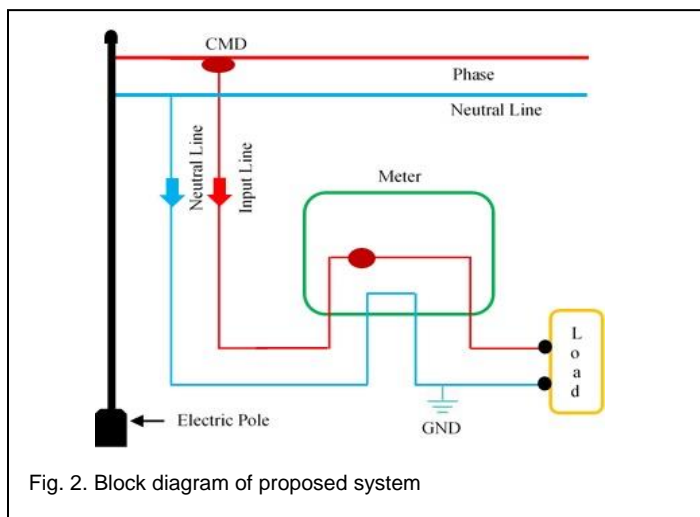 CMD
Phase
Neutral Line
Neutral Line
Input Line
Meter
Load
GND
Electric Pole
Fig. 2. Block diagram of proposed system